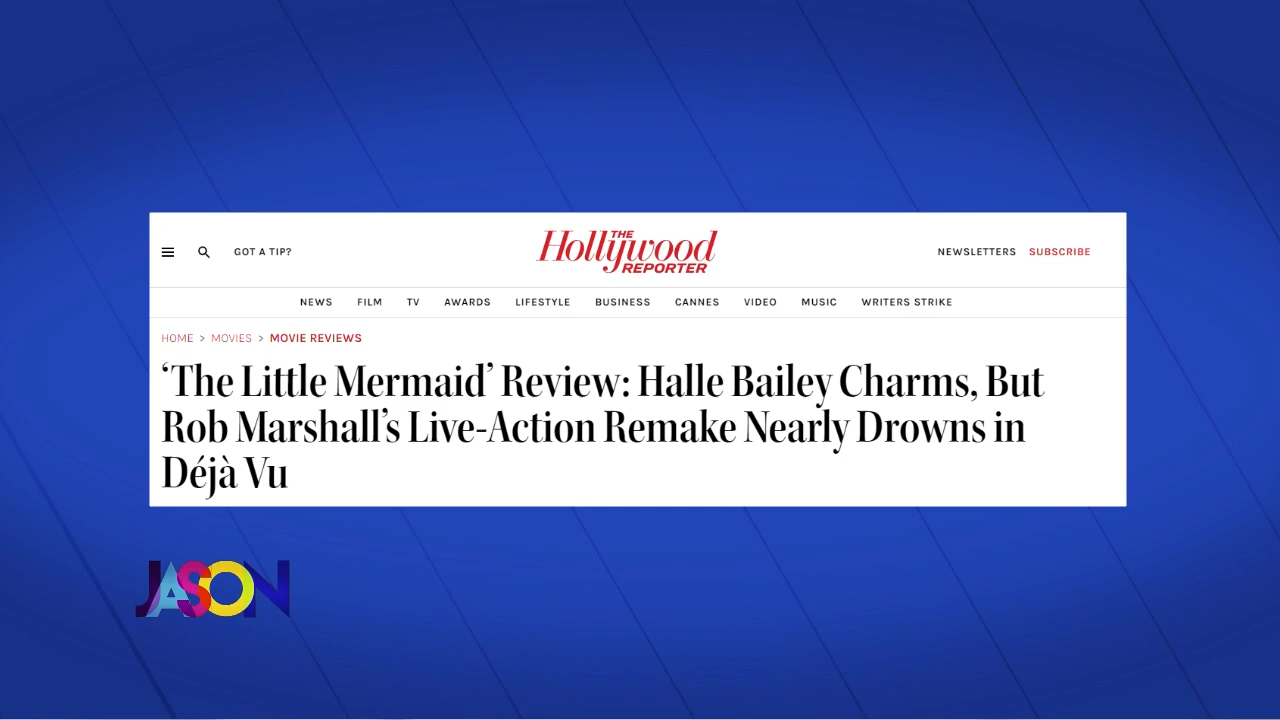 GOT A TIP?
THE
Hollywood
REPORTER
NEWSLETTERS SUBSCRIBE
NEWS FILM TV AWARDS LIFESTYLE BUSINESS CANNES VIDEO MUSIC WRITERS STRIKE
HOME > MOVIES > MOVIE REVIEWS
‘The Little Mermaid’ Review: Halle Bailey Charms, But
Rob Marshall’s Live-Action Remake Nearly Drowns in
Déjà Vu
JASON